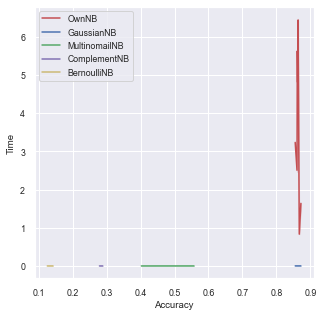 OwnNB
GaussianNB
MultinomailNB
ComplementNB
BernoulliNB
6
5
4
3
2
1
0
Time
0.1 0.2 0.3 0.4 0.5 0.6 0.7 0.8 0.9
Accuracy